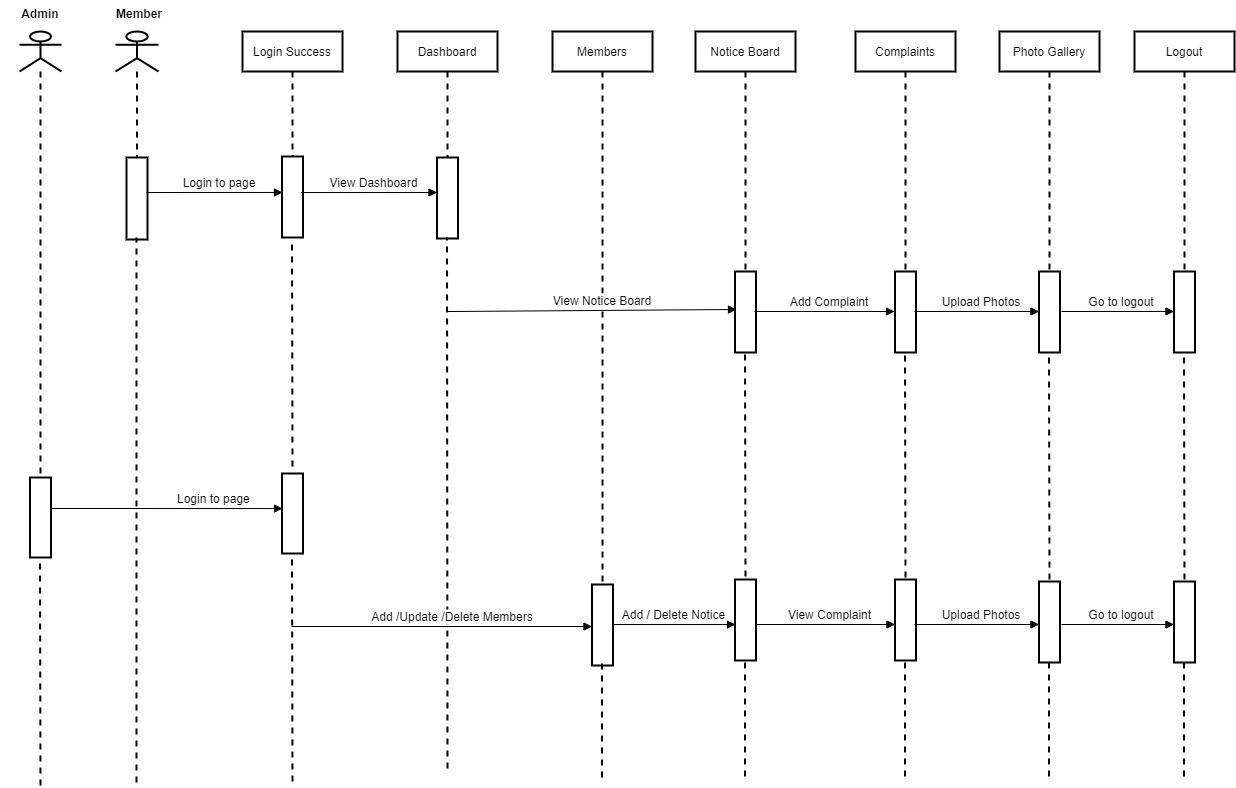 Admin
Member
Login Success
Dashboard
Members
Notice Board
Complaints
Photo Gallery
Logout
Login to page
View Dashboard
View Notice Board
Add Complaint
Upload Photos
Go to logout
Login to page
Add /Update /Delete Members
Add / Delete Notice
View Complaint
Upload Photos
Go to logout